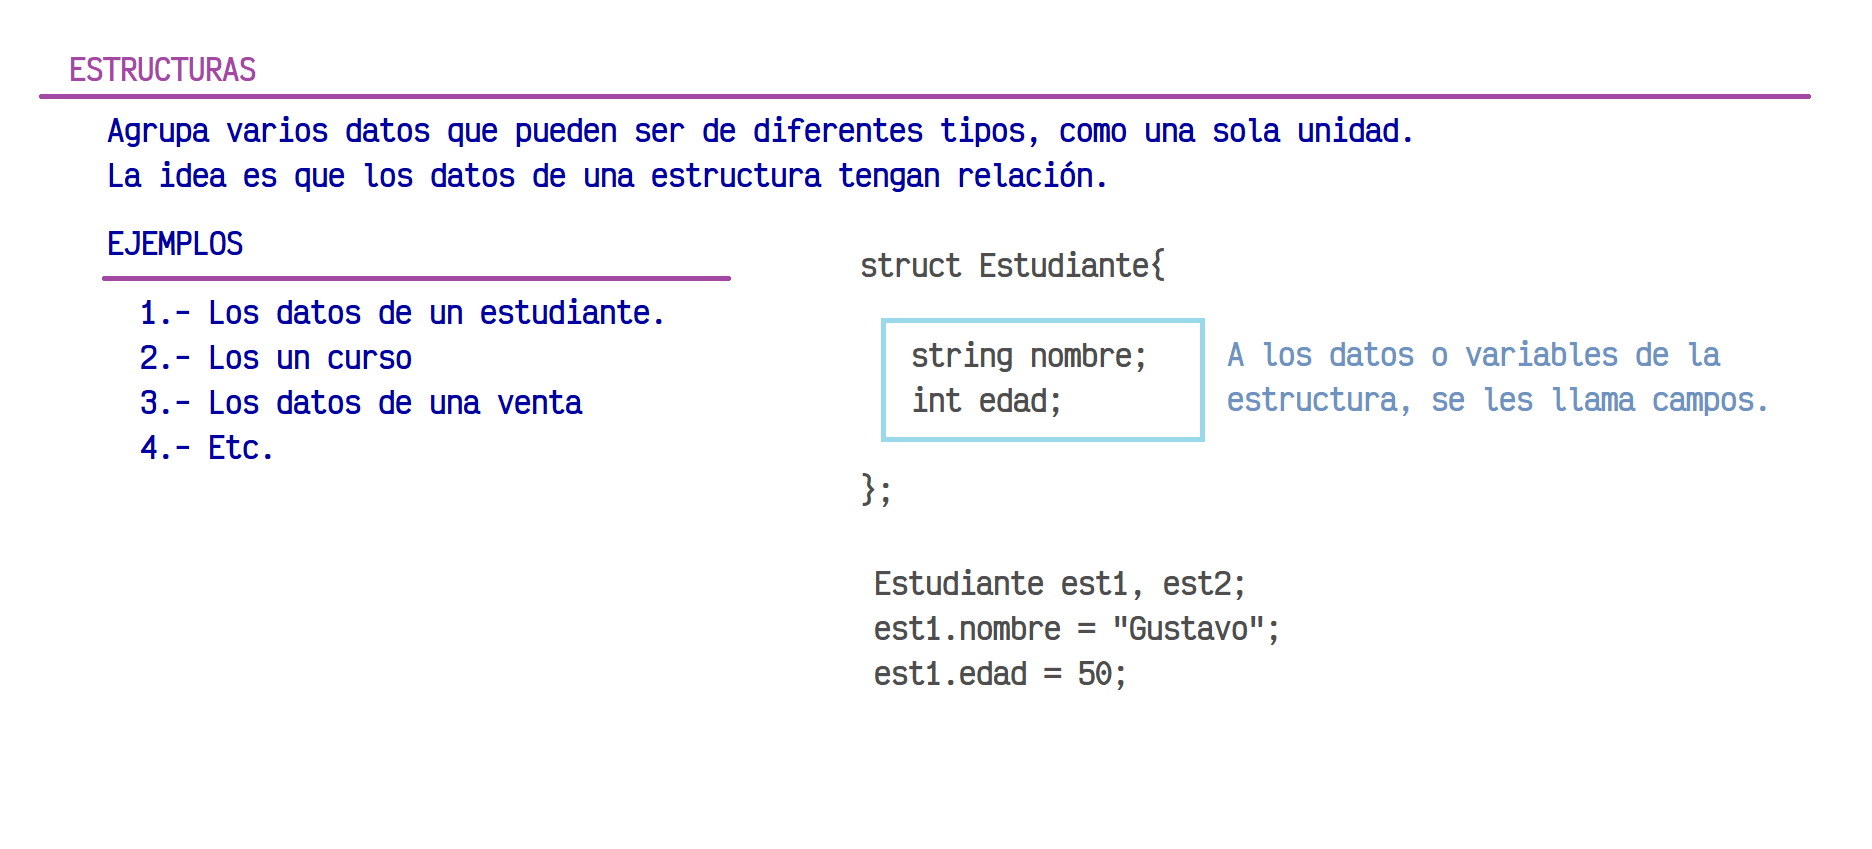 ESTRUCTURAS
Agrupa varios datos que pueden ser de diferentes tipos, como una sola unidad.
La idea es que los datos de una estructura tengan relación.
EJEMPLOS
1.- Los datos de un estudiante.
2.- Los un curso
3.- Los datos de una venta
4.- Etc.
struct Estudiante{
string nombre;
int edad;
A los datos o variables de la
estructura, se les llama campos.
};
Estudiante est1, est2;
est1.nombre = "Gustavo";
est1.edad = 50;